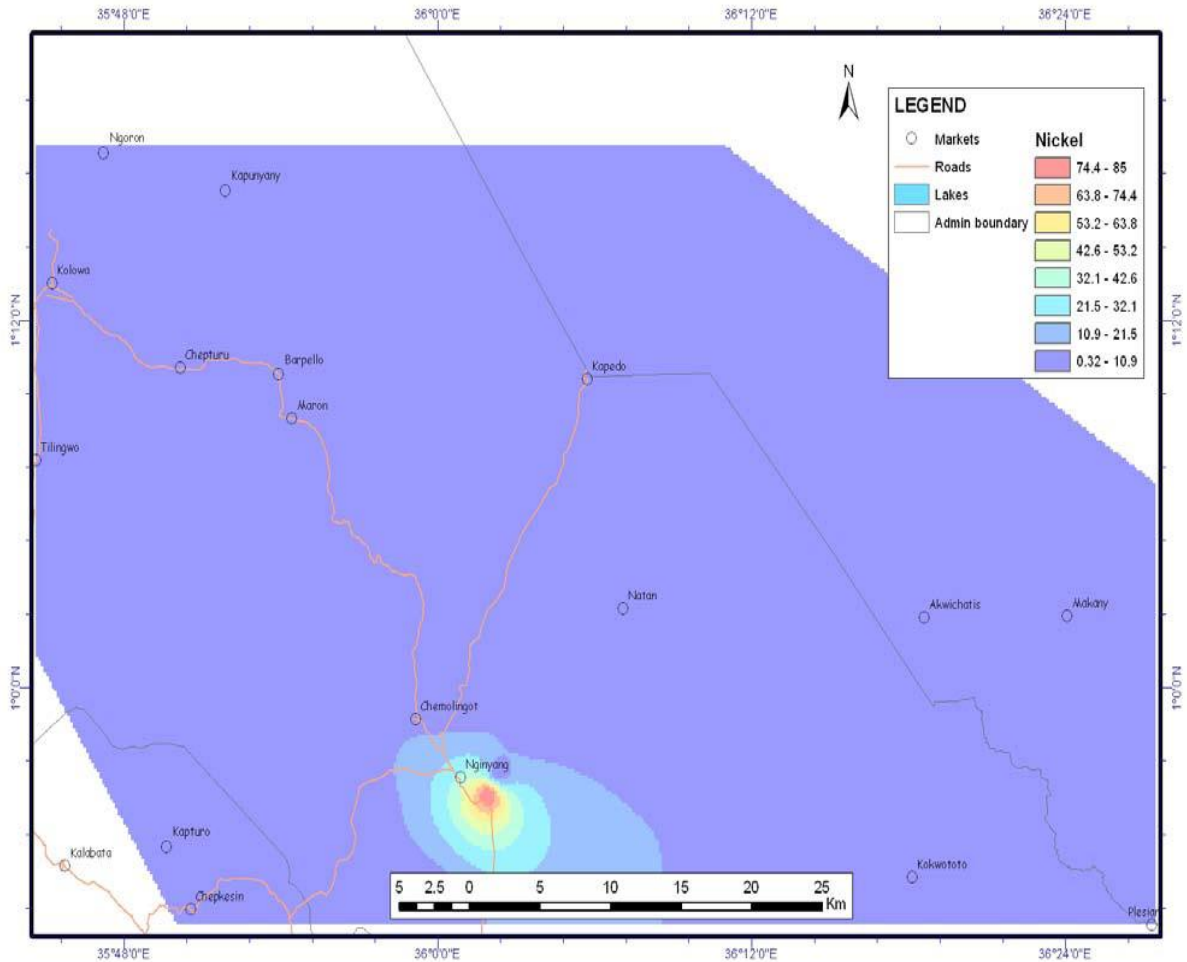 35°48'0"E 36°0'0"E 36°12'0"E 36°24'0"E
N
LEGEND
Markets
Roads
Lakes
Admin boundary
Nickel
74.4 - 85
63.8 - 74.4
53.2 - 63.8
42.6 - 53.2
32.1 - 42.6
21.5 - 32.1
10.9 - 21.5
0.32 - 10.9
Ngoron
Kapunyany
Kolowa
1°12'0"N 1°12'0"N
Chepturu
Barpello
Kapedo
Maron
Tilingwo
Natan
Akwichatis
Makany
1°0'0"N 1°0'0"N
Chemolingot
Nginyang
Kapturo
Kalabata
Kokwototo
Chepkesin
5 2.5 0 5 10 15 20 25
Km
Plesian
35°48'0"E 36°0'0"E 36°12'0"E 36°24'0"E